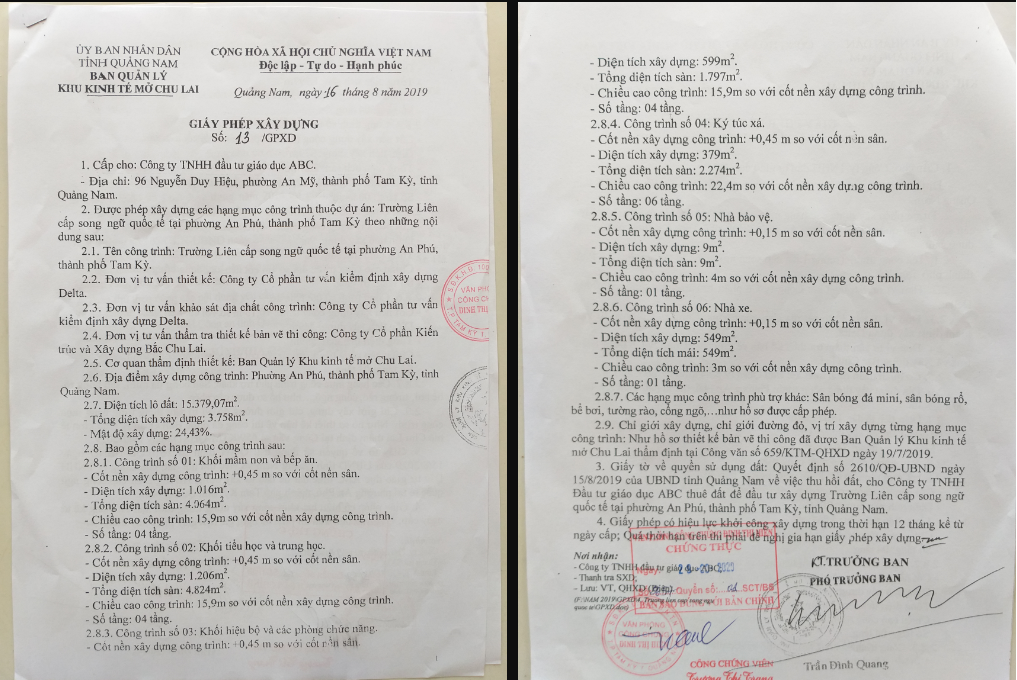 ỦY BAN NHÂN DÂN
TỈNH QUẢNG NAM
BAN QUẢN LÝ
KHU KINH TẾ MỞ CHU LAI
CỘNG HÒA XÃ HỘI CHỦ NGHĨA VIỆT NAM
Độc lập - Tự do - Hạnh phúc
Quảng Nam, ngày 16 tháng 8 năm 2019
GIẤY PHÉP XÂY DỰNG
Số: 13 /GPXD
1. Cấp cho: Công ty TNHH đầu tư giáo dục ABC.
- Địa chỉ: 96 Nguyễn Duy Hiệu, phường An Mỹ, thành phố Tam Kỳ, tỉnh
Quảng Nam.
2. Được phép xây dựng các hạng mục công trình thuộc dự án: Trường Liên
cấp song ngữ quốc tế tại phường An Phú, thành phố Tam Kỳ theo những nội
dung sau:
2.1. Tên công trình: Trường Liên cấp song ngữ quốc tế tại phường An Phú,
thành phố Tam Kỳ.
2.2. Đơn vị tư vấn thiết kế: Công ty Cổ phần tư vấn kiểm định xây dựng
Delta.
2.3. Đơn vị tư vấn khảo sát địa chất công trình: Công ty Cổ phần tư vấn
kiểm định xây dựng Delta.
2.4. Đơn vị tư vấn thẩm tra thiết kế bản vẽ thi công: Công ty Cổ phần Kiến
trúc và Xây dựng Bắc Chu Lai.
2.5. Cơ quan thẩm định thiết kế: Ban Quản lý Khu kinh tế mở Chu Lai.
2.6. Địa điểm xây dựng công trình: Phường An Phú, thành phố Tam Kỳ, tỉnh
Quảng Nam.
2.7. Diện tích lô đất: 15.379,07m².
- Tổng diện tích xây dựng: 3.758m².
- Mật độ xây dựng: 24,43%.
2.8. Bao gồm các hạng mục công trình sau:
2.8.1. Công trình số 01: Khối mầm non và bếp ăn.
- Cốt nền xây dựng công trình: +0,45 m so với cốt nền sân.
- Diện tích xây dựng: 1.016m².
- Tổng diện tích sàn: 4.064m².
- Chiều cao công trình: 15,9m so với cốt nền xây dựng công trình.
- Số tầng: 04 tầng.
2.8.2. Công trình số 02: Khối tiểu học và trung học.
- Cốt nền xây dựng công trình: +0,45 m so với cốt nền sân.
- Diện tích xây dựng: 1.206m².
- Tổng diện tích sàn: 4.824m².
- Chiều cao công trình: 15,9m so với cốt nền xây dựng công trình.
- Số tầng: 04 tầng.
2.8.3. Công trình số 03: Khối hiệu bộ và các phòng chức năng.
- Cốt nền xây dựng công trình: +0,45 m so với cốt nền sân.
- Diện tích xây dựng: 599m².
- Tổng diện tích sàn: 1.797m².
- Chiều cao công trình: 15,9m so với cốt nền xây dựng công trình.
- Số tầng: 04 tầng.
2.8.4. Công trình số 04: Ký túc xá.
- Cốt nền xây dựng công trình: +0,45 m so với cốt nền sân.
- Diện tích xây dựng: 379m².
- Tổng diện tích sàn: 2.274m².
- Chiều cao công trình: 22,4m so với cốt nền xây dựng công trình.
- Số tầng: 06 tầng.
2.8.5. Công trình số 05: Nhà bảo vệ.
- Cốt nền xây dựng công trình: +0,15 m so với cốt nền sân.
- Diện tích xây dựng: 9m².
- Tổng diện tích sàn: 9m².
- Chiều cao công trình: 4m so với cốt nền xây dựng công trình.
- Số tầng: 01 tầng.
2.8.6. Công trình số 06: Nhà xe.
- Cốt nền xây dựng công trình: +0,15 m so với cốt nền sân.
- Diện tích xây dựng: 549m².
- Tổng diện tích mái: 549m².
- Chiều cao công trình: 3m so với cốt nền xây dựng công trình.
- Số tầng: 01 tầng.
2.8.7. Các hạng mục công trình phù trợ khác: Sân bóng đá mini, sân bóng rổ,
bể bơi, tường rào, cổng ngõ,...như hồ sơ được cấp phép.
2.9. Chỉ giới xây dựng, chỉ giới đường đỏ, vị trí xây dựng từng hạng mục
công trình: Như hồ sơ thiết kế bản vẽ thi công đã được Ban Quản lý Khu kinh tế
mở Chu Lai thẩm định tại Công văn số 659/KTM-QHXD ngày 19/7/2019.
3. Giấy tờ về quyền sử dụng đất: Quyết định số 2610/QĐ-UBND ngày
15/8/2019 của UBND tỉnh Quảng Nam về việc thu hồi đất, cho Công ty TNHH
Đầu tư giáo dục ABC thuê đất để đầu tư xây dựng Trường Liên cấp song ngữ
quốc tế tại phường An Phú, thành phố Tam Kỳ, tỉnh Quảng Nam.
4. Giấy phép có hiệu lực khởi công xây dựng trong thời hạn 12 tháng kể từ
ngày cấp; Quá thời hạn trên thì phải đề nghị gia hạn giấy phép xây dựng
Nơi nhận:
- Công ty TNHH đầu tư giáo dục ABC;
- Thanh tra SXD;
- Lưu: VT, QHXD
CHỨNG THỰC
Quyển số: 01 .SCT/BS
BẢN SAO ĐÚNG VỚI BẢN CHÍNH
KT.TRƯỞNG BAN
PHÓ TRƯỞNG BAN
CÔNG CHỨNG VIÊN
Trần Đình Quang